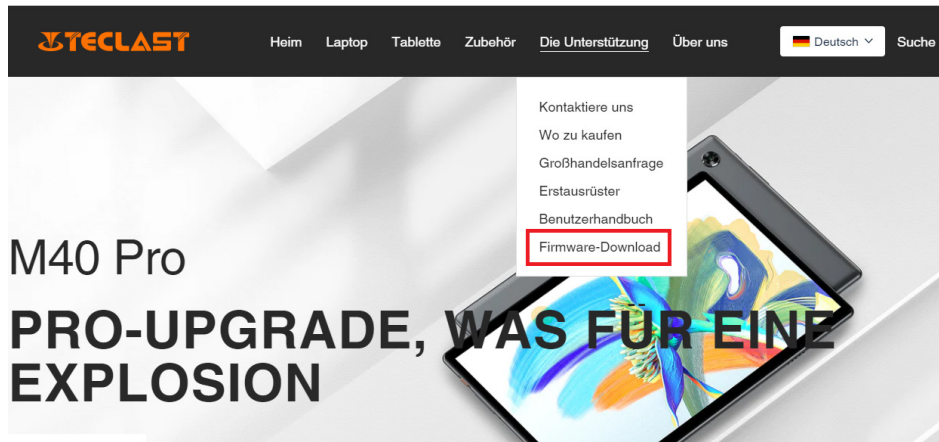 TECLAST
Heim Laptop Tablette Zubehör Die Unterstützung Über uns Deutsch Suche
Kontaktiere uns
Wo zu kaufen
Großhandelsanfrage
Erstausrüster
Benutzerhandbuch
Firmware-Download
M40 Pro
PRO-UPGRADE, WAS FÜR EINE
EXPLOSION